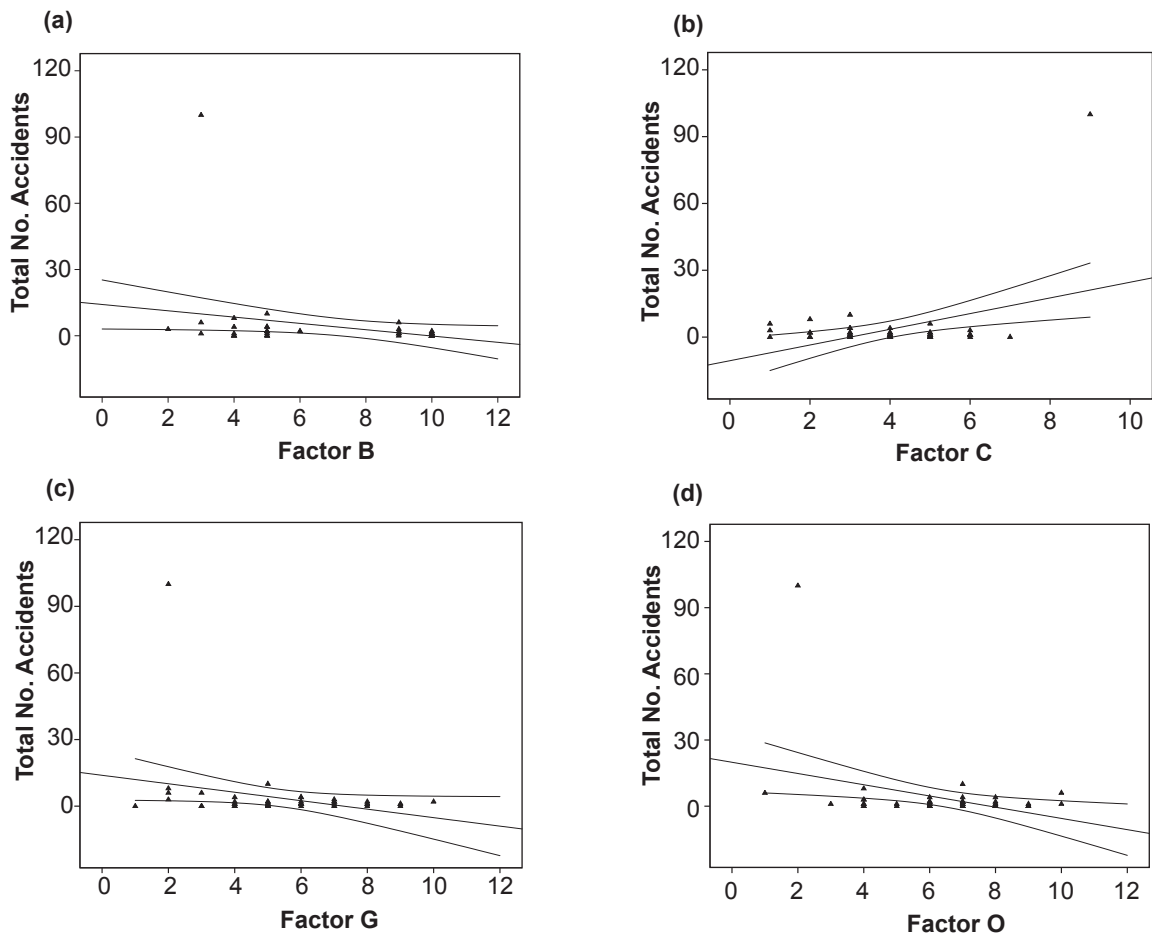 (a)
Total No. Accidents
120
90
60
30
0
0 2 4 6 8 10 12
Factor B
(b)
Total No. Accidents
120
90
60
30
0
0 2 4 6 8 10
Factor C
(c)
Total No. Accidents
120
90
60
30
0
0 2 4 6 8 10 12
Factor G
(d)
Total No. Accidents
120
90
60
30
0
0 2 4 6 8 10 12
Factor O